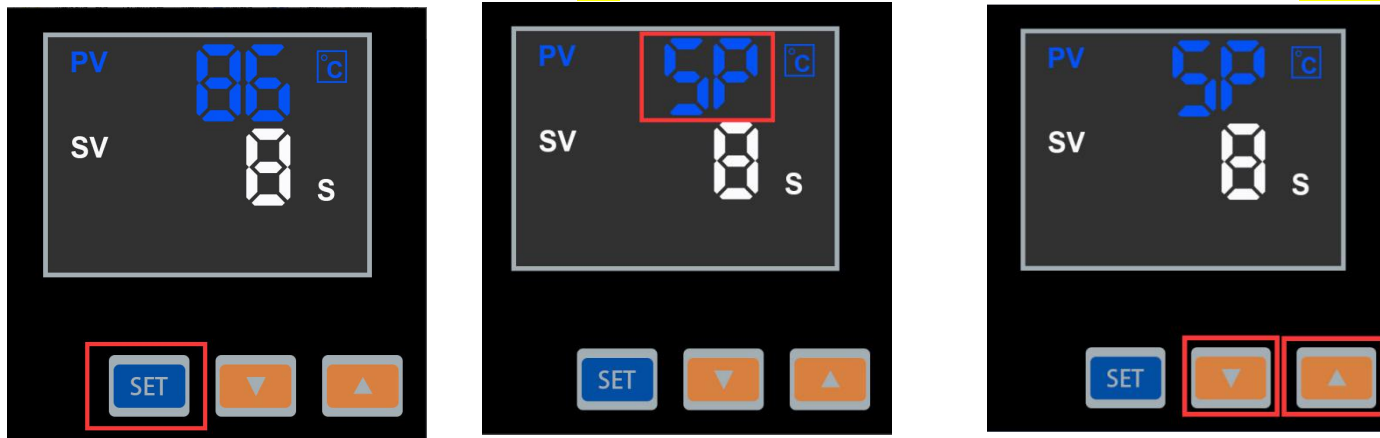 PV 86 °C
SV 8 S
SET ▼ ▲
PV SP °C
SV 8 S
SET ▼ ▲
PV SP °C
SV 8 S
SET ▼ ▲